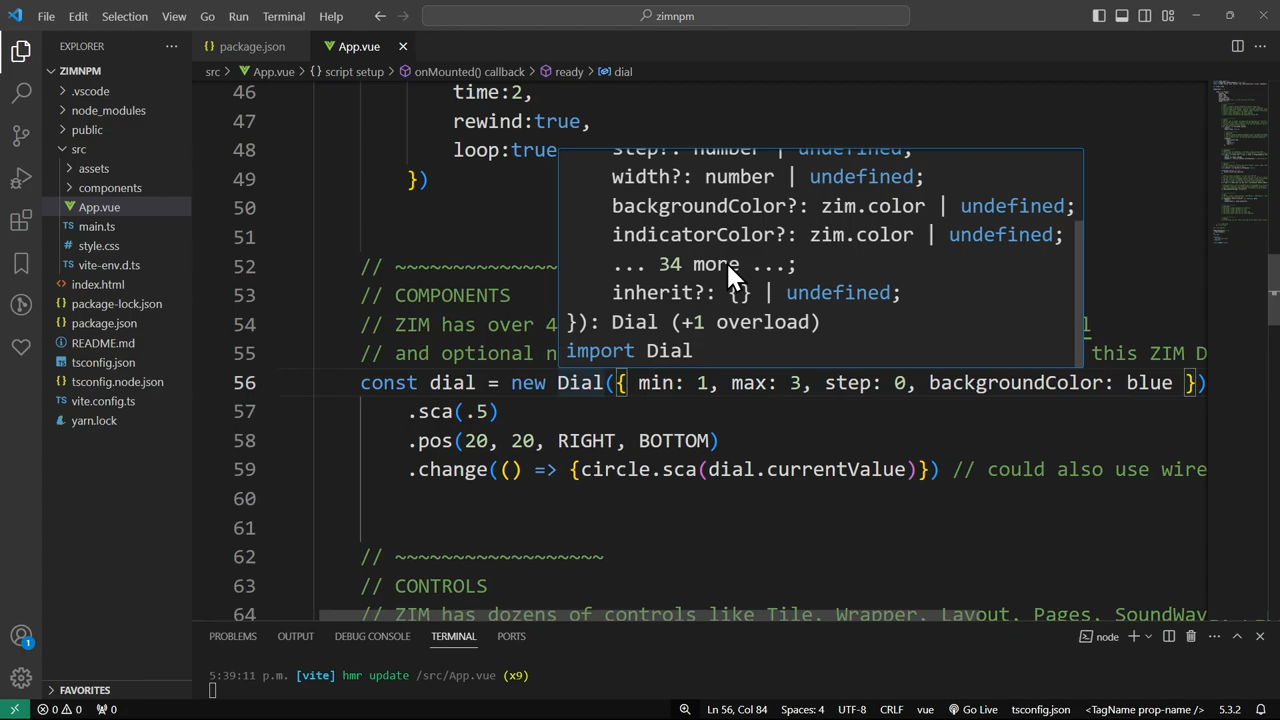 File Edit Selection View Go Run Terminal Help
zimnpm
EXPLORER
package.json
App.vue
ZIMNPM
src > App.vue > {} script setup > onMounted() callback > ready > dial
.vscode
node_modules
public
src
assets
components
App.vue
main.ts
style.css
vite-env.d.ts
index.html
package-lock.json
package.json
README.md
tsconfig.json
tsconfig.node.json
vite.config.ts
yarn.lock
FAVORITES
46 time:2,
47 rewind:true,
48 loop:true
49 })
50
51
52 // ~~~~~~~~~~~~~~
53 // COMPONENTS
54 // ZIM has over 4
55 // and optional n this ZIM D
step?: number | undefined;
width?: number | undefined;
backgroundColor?: zim.color | undefined;
indicatorColor?: zim.color | undefined;
... 34 more ...;
inherit?: {} | undefined;
}): Dial (+1 overload)
import Dial
56 const dial = new Dial({ min: 1, max: 3, step: 0, backgroundColor: blue })
57 .sca(.5)
58 .pos(20, 20, RIGHT, BOTTOM)
59 .change(() => {circle.sca(dial.currentValue)}) // could also use wire
60
61
62 // ~~~~~~~~~~~~~~~~~~
63 // CONTROLS
64 // ZIM has dozens of controls like Tile, Wrapper, Layout, Pages, SoundWav
PROBLEMS OUTPUT DEBUG CONSOLE TERMINAL PORTS
node
5:39:11 p.m. [vite] hmr update /src/App.vue (x9)
0 0 0 Ln 56, Col 84 Spaces: 4 UTF-8 CRLF vue Go Live tsconfig.json <TagName prop-name /> 5.3.2